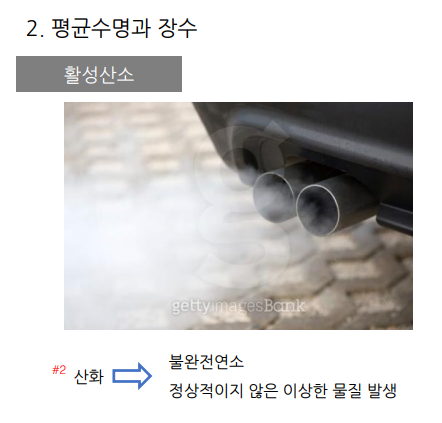 2. 평균수명과 장수
활성산소
gettyimagesBank
불완전연소
#2 산화
정상적이지 않은 이상한 물질 발생